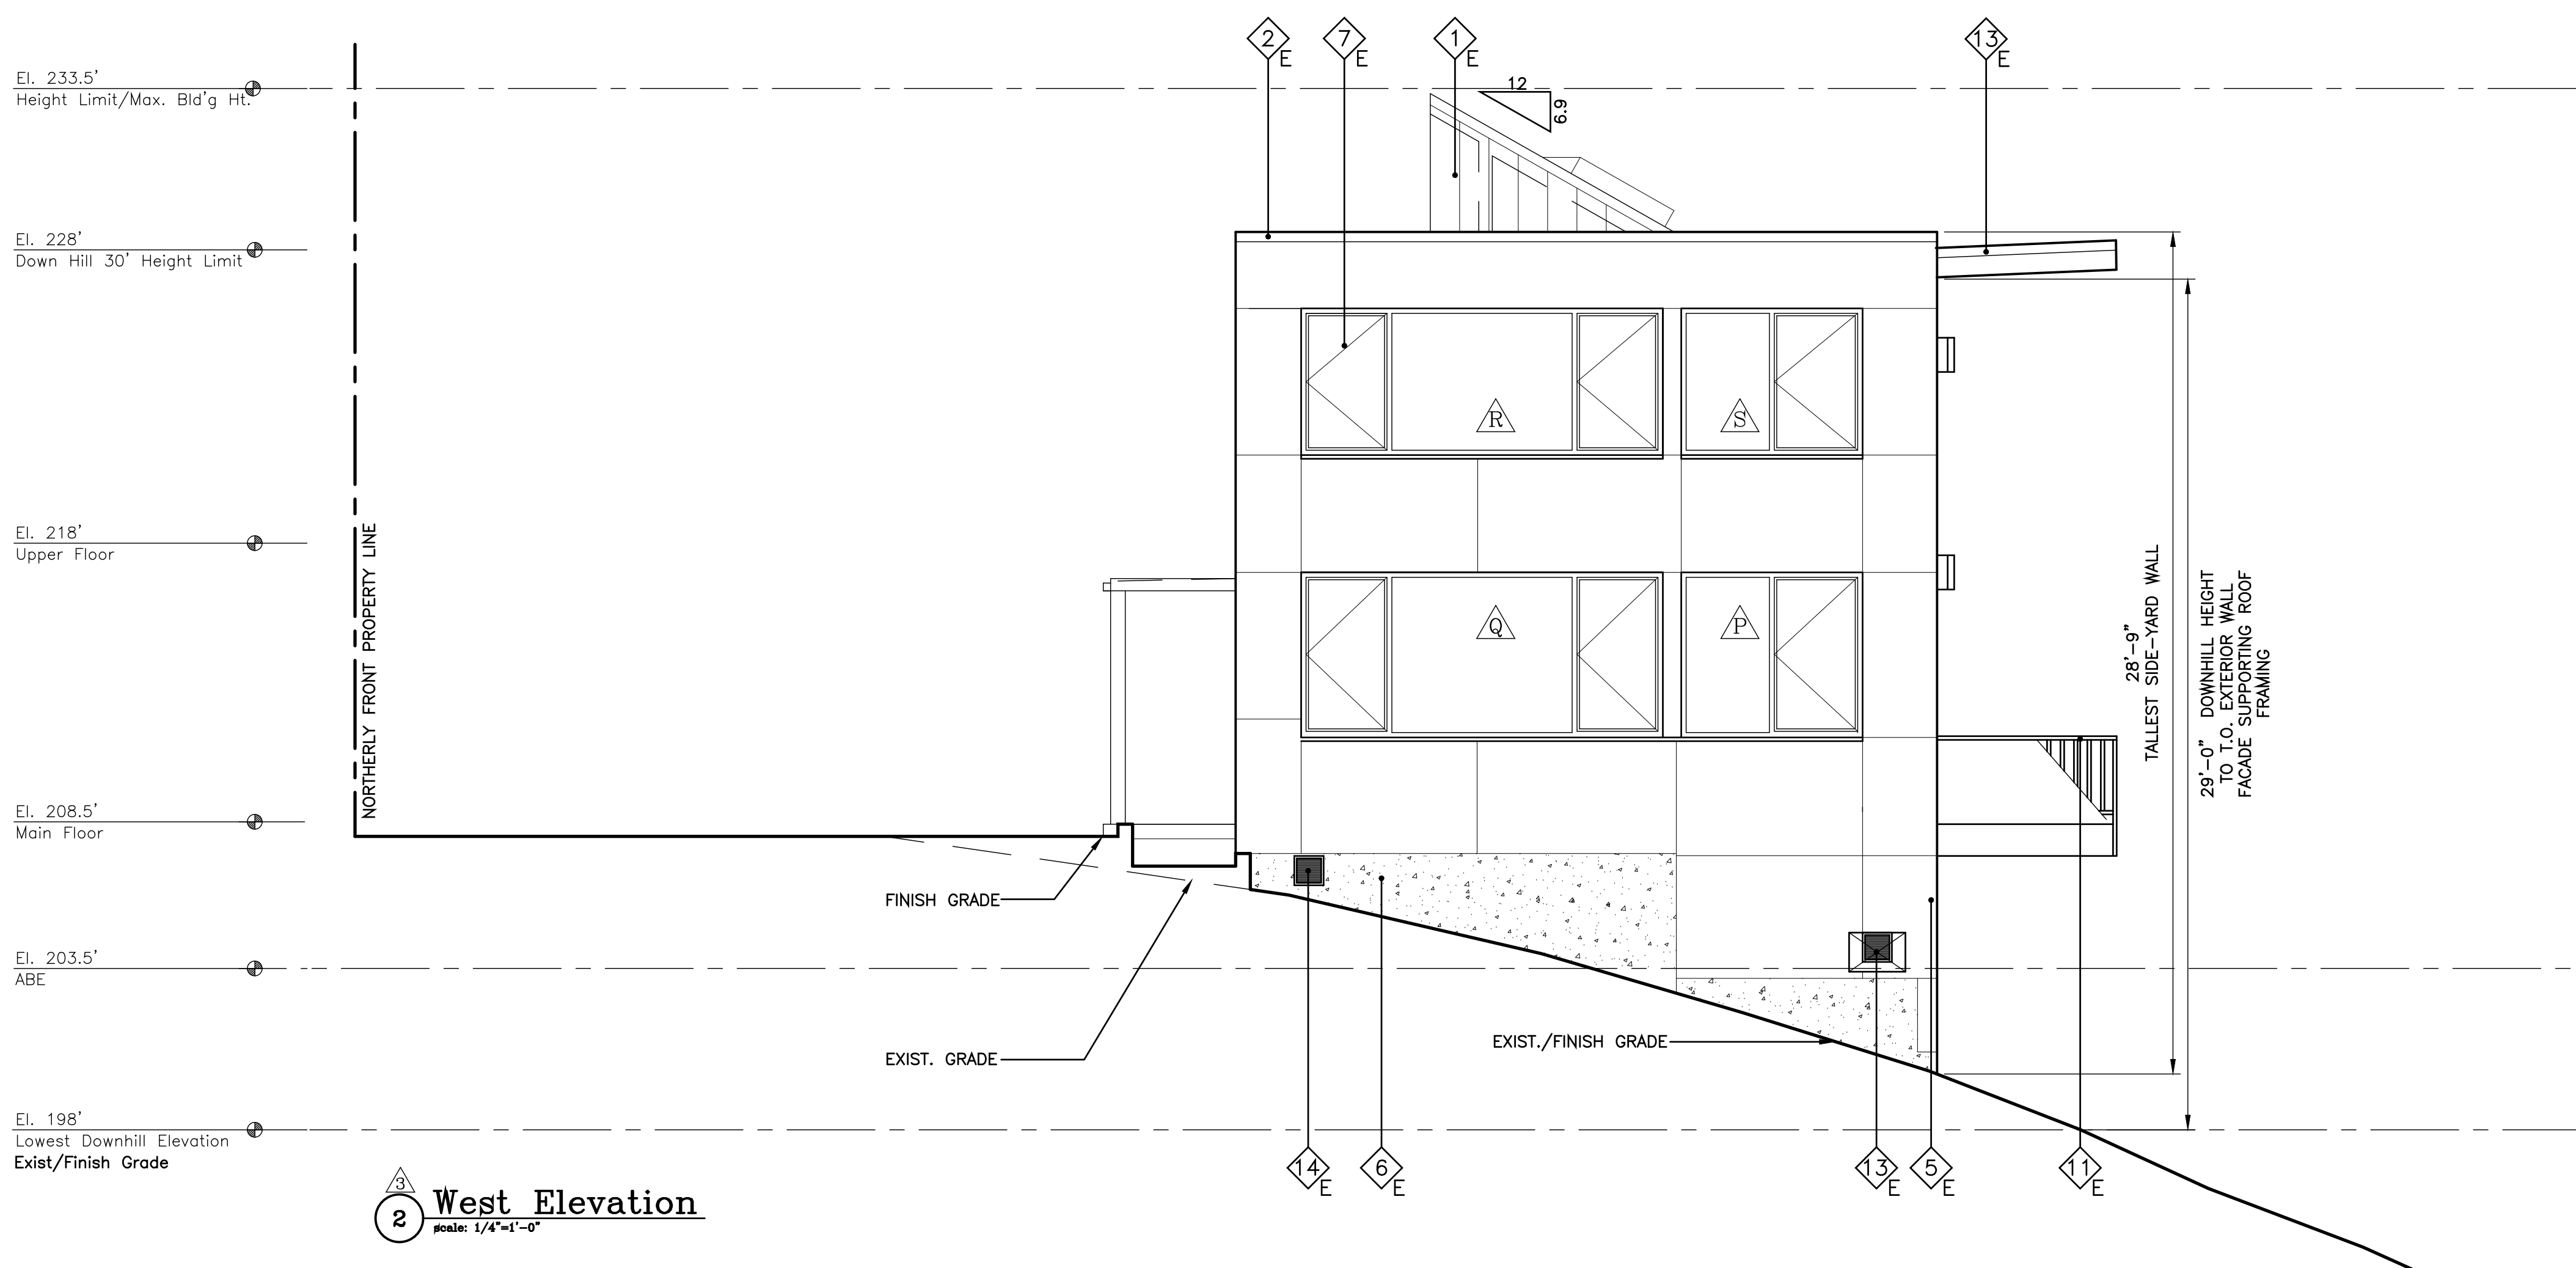 2
E
7
E
1
E
13
E
El. 233.5'
Height Limit/Max. Bld'g Ht.
12
6.9
El. 228'
Down Hill 30' Height Limit
R
S
El. 218'
Upper Floor
NORTHERLY FRONT PROPERTY LINE
Q
P
28'-9"
TALLEST SIDE-YARD WALL
29'-0" DOWNHILL HEIGHT
TO T.O. EXTERIOR WALL
FACADE SUPPORTING ROOF
FRAMING
El. 208.5'
Main Floor
FINISH GRADE
El. 203.5'
ABE
EXIST. GRADE
EXIST./FINISH GRADE
El. 198'
Lowest Downhill Elevation
Exist/Finish Grade
14
E
6
E
13
E
5
E
11
E
3
2
West Elevation
scale: 1/4"=1'-0"